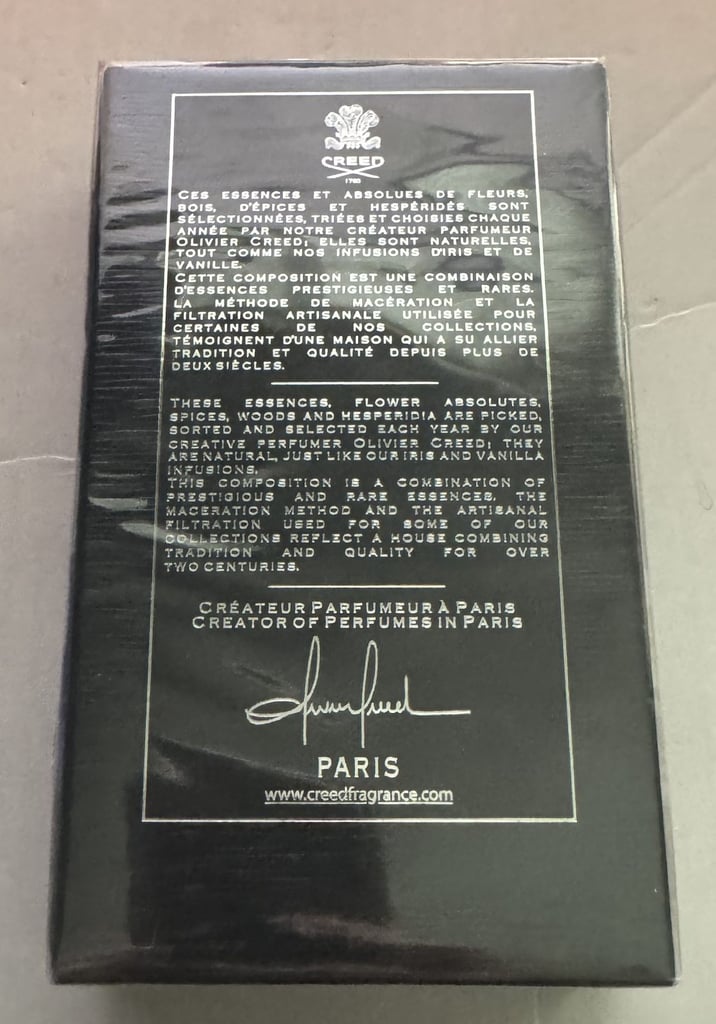 CREED
1760
CES ESSENCES ET ABSOLUES DE FLEURS,
BOIS, D'ÉPICES ET HESPÉRIDÉS SONT
SÉLECTIONNÉES, TRIÉES ET CHOISIES CHAQUE
ANNÉE PAR NOTRE CRÉATEUR PARFUMEUR
OLIVIER CREED; ELLES SONT NATURELLES,
TOUT COMME NOS INFUSIONS D'IRIS ET DE
VANILLE.
CETTE COMPOSITION EST UNE COMBINAISON
D'ESSENCES PRESTIGIEUSES ET RARES.
LA MÉTHODE DE MACÉRATION ET LA
FILTRATION ARTISANALE UTILISÉE POUR
CERTAINES DE NOS COLLECTIONS,
TÉMOIGNENT D'UNE MAISON QUI A SU ALLIER
TRADITION ET QUALITÉ DEPUIS PLUS DE
DEUX SIÈCLES.
THESE ESSENCES, FLOWER ABSOLUTES,
SPICES, WOODS AND HESPERIDIA ARE PICKED,
SORTED AND SELECTED EACH YEAR BY OUR
CREATIVE PERFUMER OLIVIER CREED; THEY
ARE NATURAL, JUST LIKE OUR IRIS AND VANILLA
INFUSIONS.
THIS COMPOSITION IS A COMBINATION OF
PRESTIGIOUS AND RARE ESSENCES. THE
MACERATION METHOD AND THE ARTISANAL
FILTRATION USED FOR SOME OF OUR
COLLECTIONS REFLECT A HOUSE COMBINING
TRADITION AND QUALITY FOR OVER
TWO CENTURIES.
CRÉATEUR PARFUMEUR À PARIS
CREATOR OF PERFUMES IN PARIS
Olivier Creed
PARIS
www.creedfragrance.com